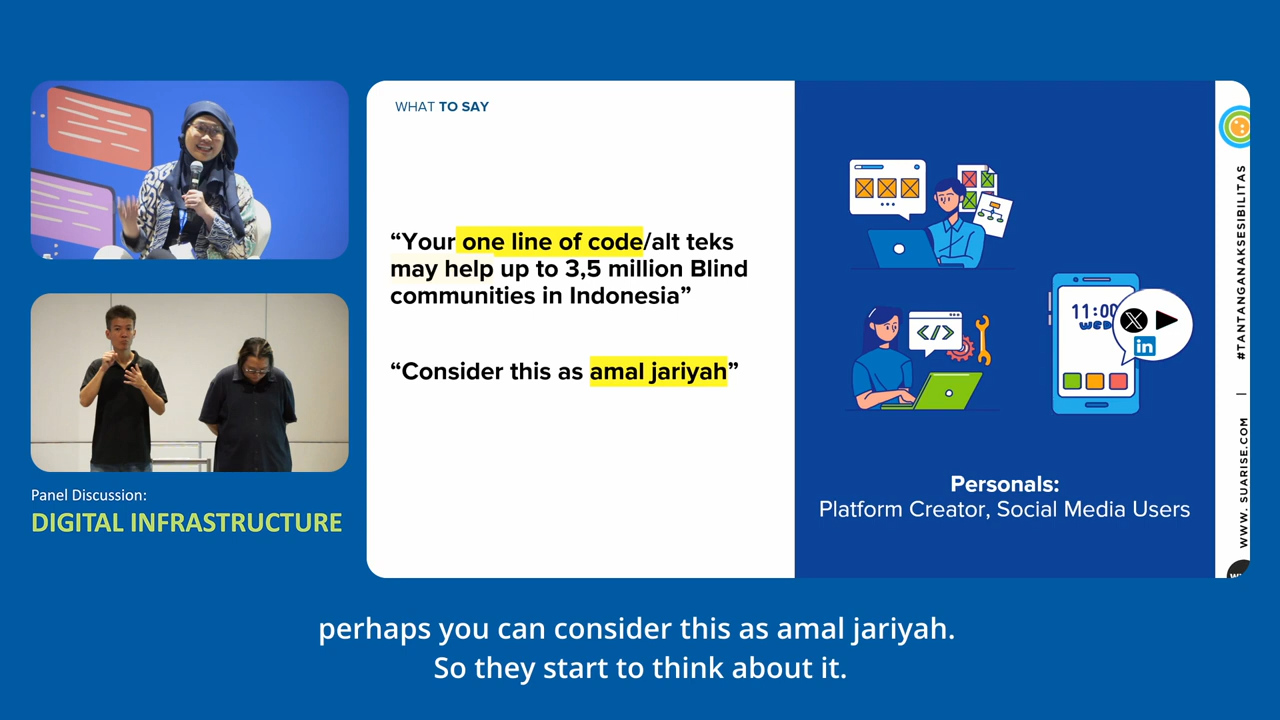 WHAT TO SAY
“Your one line of code/alt teks
may help up to 3,5 million Blind
communities in Indonesia”
“Consider this as amal jariyah”
11:00
WED
in
Personals:
Platform Creator, Social Media Users
#TANTANGANAKSESIBILITAS
|
WWW. SUARISE.COM
Panel Discussion:
DIGITAL INFRASTRUCTURE
perhaps you can consider this as amal jariyah.
So they start to think about it.